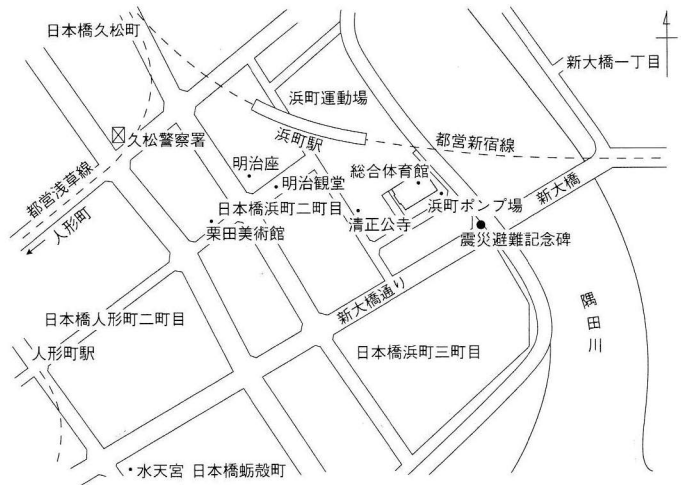 日本橋久松町
新大橋一丁目
浜町運動場
久松警察署
浜町駅
都営新宿線
明治座
総合体育館
明治観堂
都営浅草線
新大橋
日本橋浜町二丁目
浜町ポンプ場
人形町
栗田美術館
清正公寺
震災避難記念碑
新大橋通り
隅田川
日本橋人形町二丁目
人形町駅
日本橋浜町三丁目
水天宮 日本橋蛎殻町